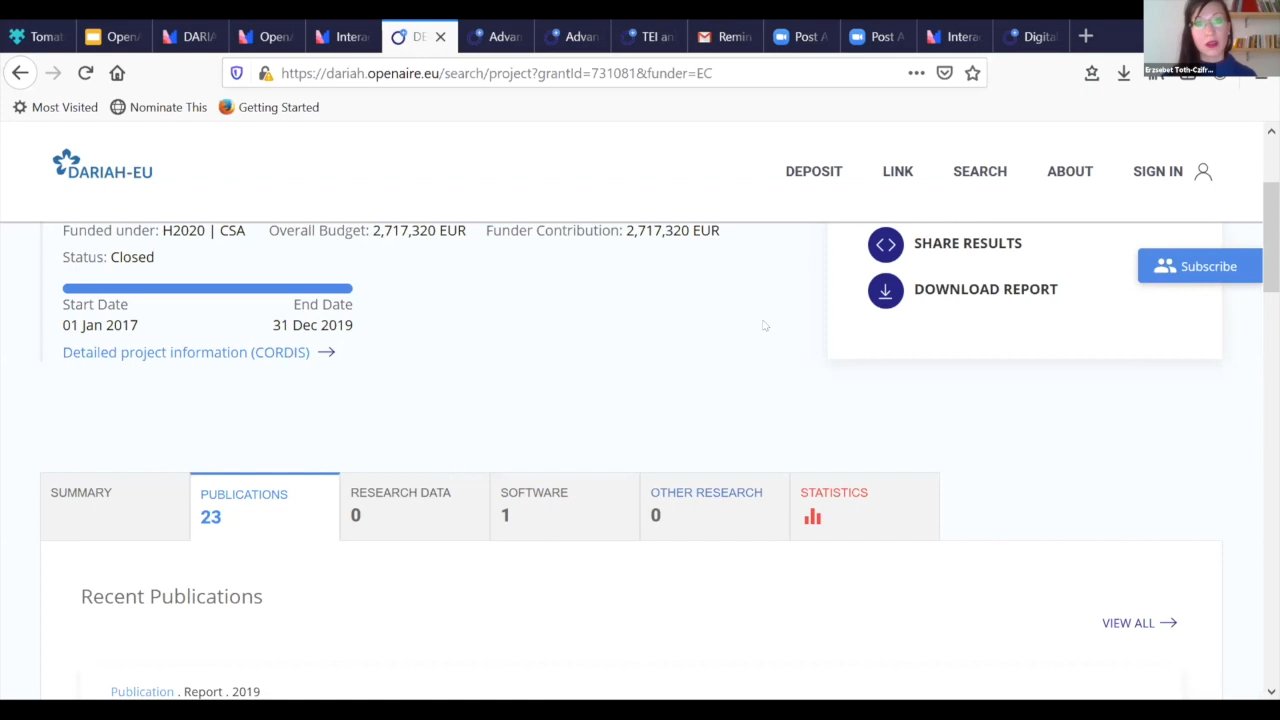 Tomat
Open
DARIA
Open
Intera
DE
Advan
Advan
TEI an
Remin
Post A
Post A
Intera
Digital
https://dariah.openaire.eu/search/project?grantId=731081&funder=EC
Erzsebet Toth-Czifr...
Most Visited
Nominate This
Getting Started
DARIAH-EU
DEPOSIT
LINK
SEARCH
ABOUT
SIGN IN
Funded under: H2020 | CSA
Overall Budget: 2,717,320 EUR
Funder Contribution: 2,717,320 EUR
Status: Closed
Start Date
End Date
01 Jan 2017
31 Dec 2019
Detailed project information (CORDIS)
SHARE RESULTS
DOWNLOAD REPORT
Subscribe
SUMMARY
PUBLICATIONS
23
RESEARCH DATA
0
SOFTWARE
1
OTHER RESEARCH
0
STATISTICS
Recent Publications
VIEW ALL
Publication . Report . 2019